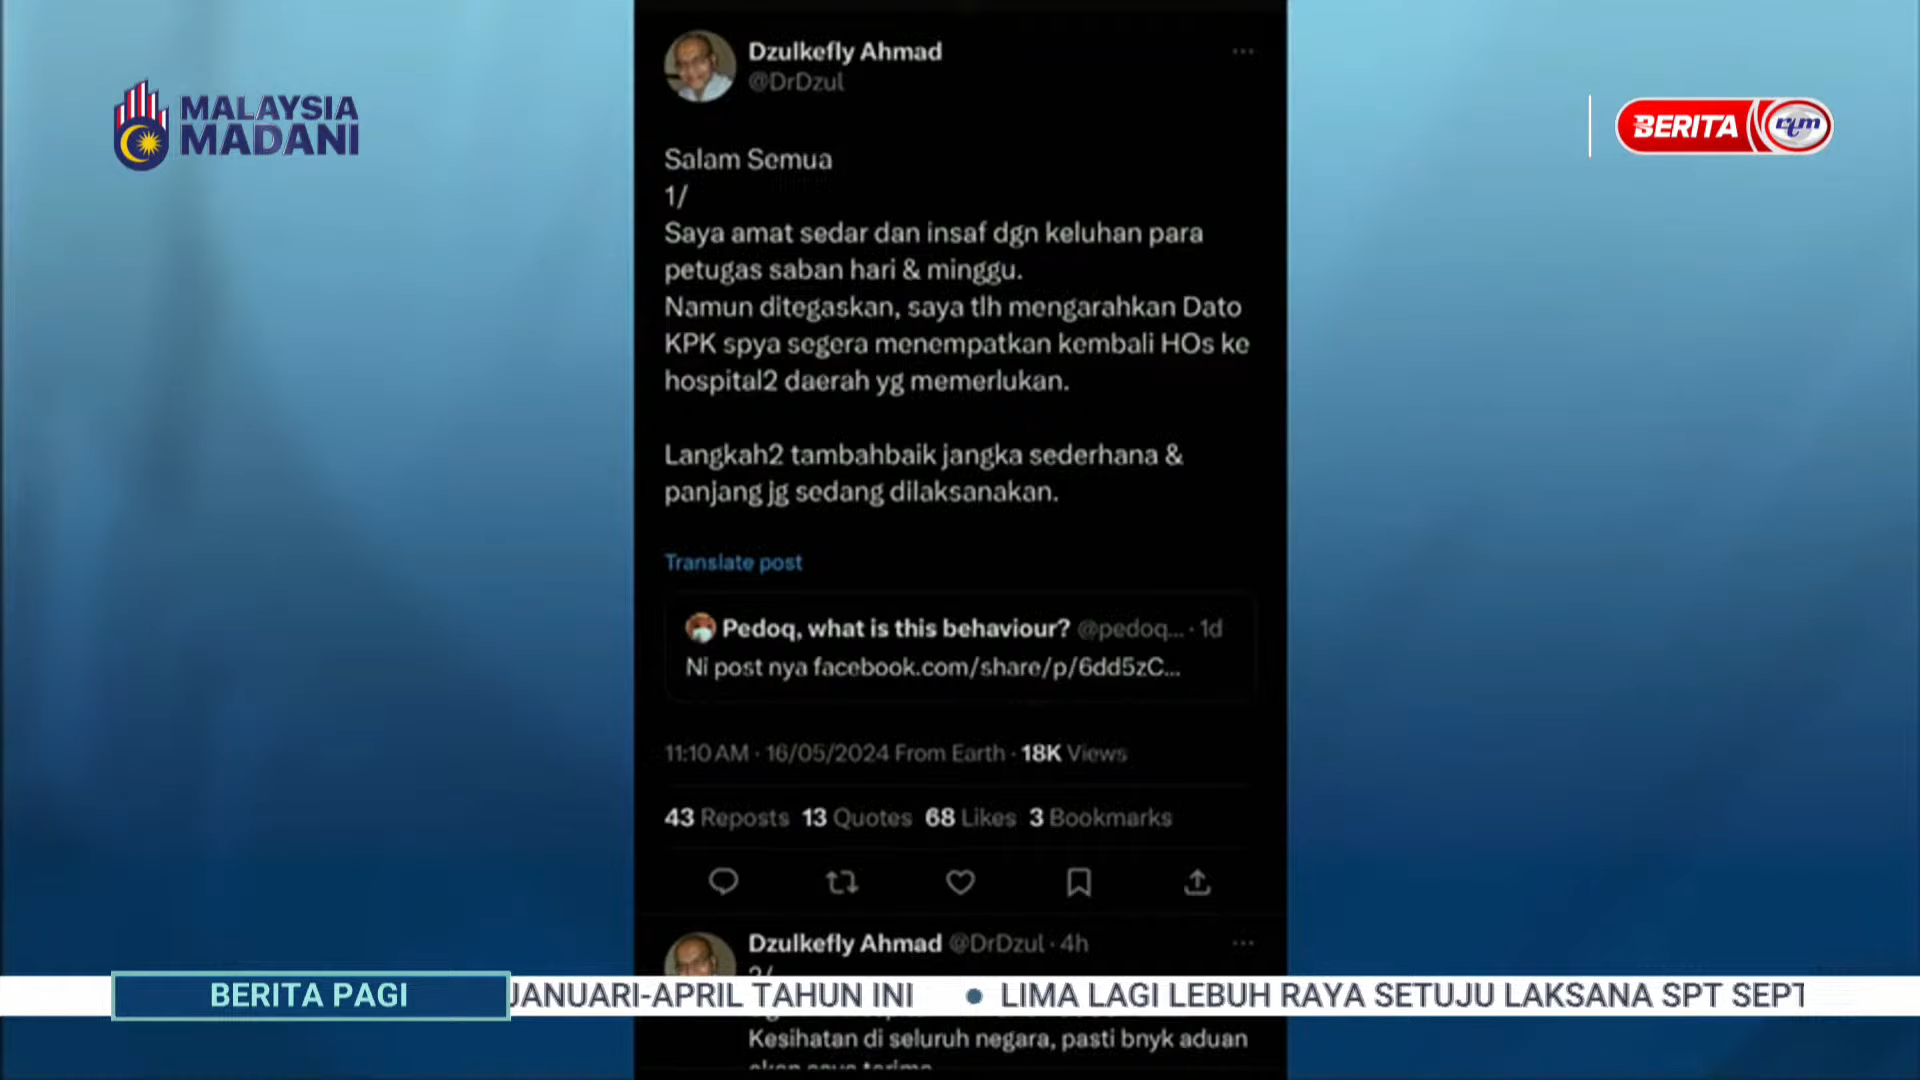 MALAYSIA
MADANI
BERITA rtm
Dzulkefly Ahmad
@DrDzul
Salam Semua
1/
Saya amat sedar dan insaf dgn keluhan para
petugas saban hari & minggu.
Namun ditegaskan, saya tlh mengarahkan Dato
KPK spya segera menempatkan kembali HOs ke
hospital2 daerah yg memerlukan.
Langkah2 tambahbaik jangka sederhana &
panjang jg sedang dilaksanakan.
Translate post
Pedoq, what is this behaviour? @pedoq... · 1d
Ni post nya facebook.com/share/p/6dd5zC...
11:10 AM · 16/05/2024 From Earth · 18K Views
43 Reposts 13 Quotes 68 Likes 3 Bookmarks
Dzulkefly Ahmad @DrDzul · 4h
2/
BERITA PAGI
JANUARI-APRIL TAHUN INI • LIMA LAGI LEBUH RAYA SETUJU LAKSANA SPT SEPT
Kesihatan di seluruh negara, pasti bnyk aduan